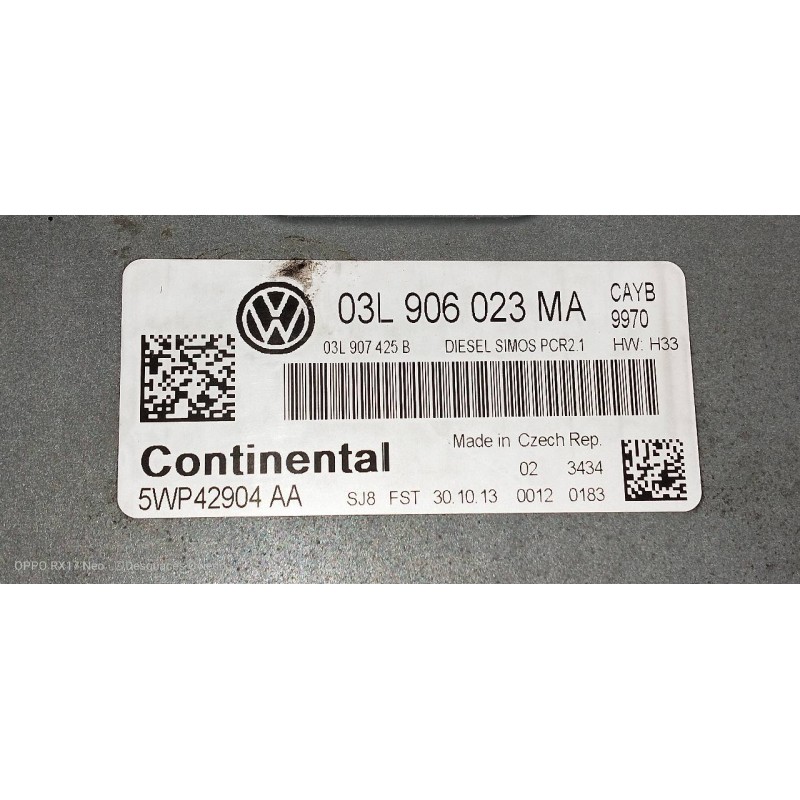 03L 906 023 MA
CAYB
9970
03L 907 425 B DIESEL SIMOS PCR2.1 HW: H33
Made in Czech Rep.
Continental
02 3434
5WP42904 AA SJ8 FST 30.10.13 0012 0183
OPPO RX17 Neo